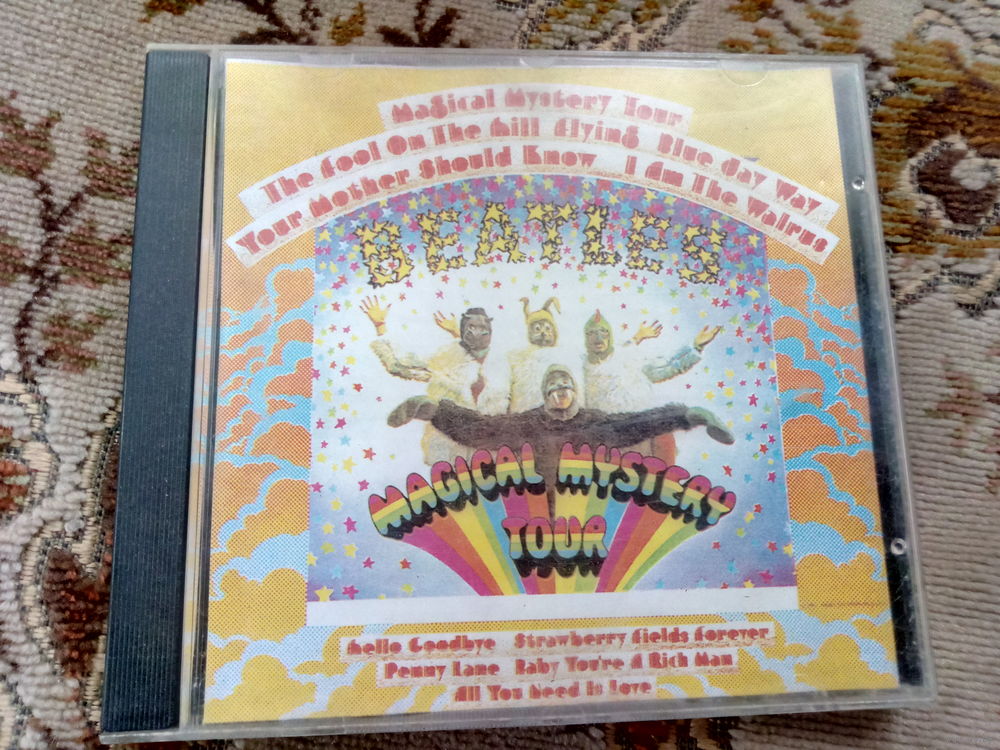 Magical Mystery Tour
The Fool On The Hill Flying Blue Jay Way
Your Mother Should Know I Am The Walrus
BEATLES
MAGICAL MYSTERY
TOUR
Hello Goodbye Strawberry Fields Forever
Penny Lane Baby You're A Rich Man
All You Need Is Love